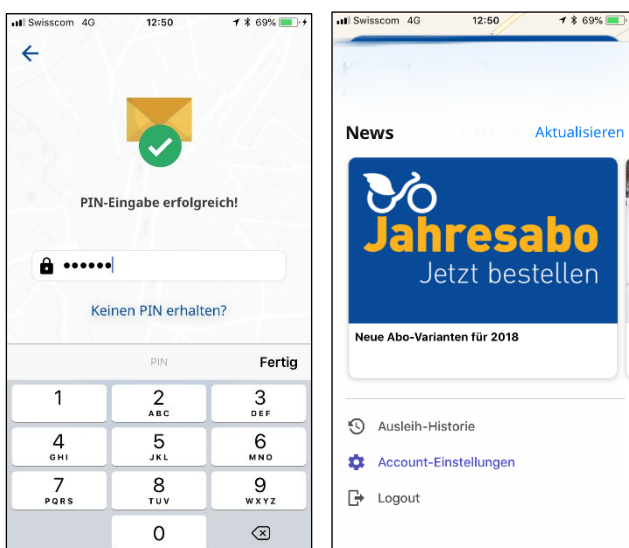 Swisscom 4G 12:50 69%
PIN-Eingabe erfolgreich!
••••••
Keinen PIN erhalten?
PIN Fertig
1 2 3
ABC DEF
4 5 6
GHI JKL MNO
7 8 9
PQRS TUV WXYZ
0
Swisscom 4G 12:50 69%
News Aktualisieren
Jahresabo
Jetzt bestellen
Neue Abo-Varianten für 2018
Ausleih-Historie
Account-Einstellungen
Logout